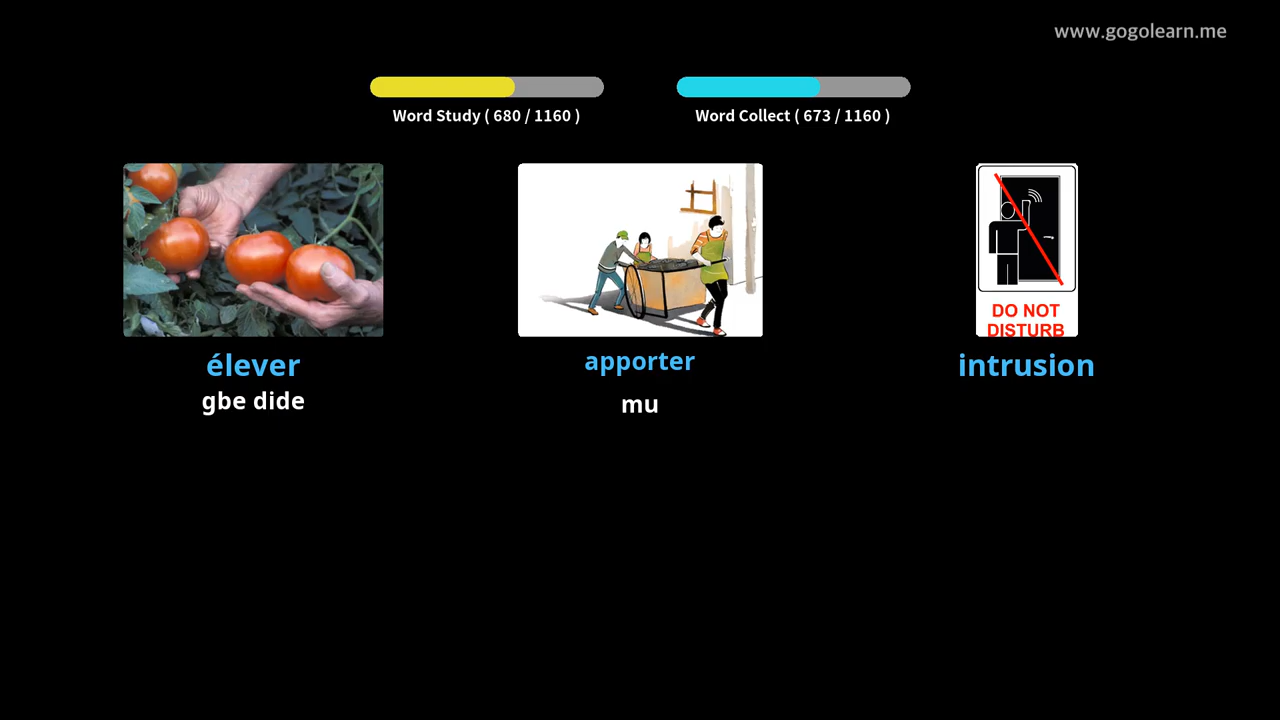 www.gogolearn.me
Word Study ( 680 / 1160 )
Word Collect ( 673 / 1160 )
DO NOT
DISTURB
élever
apporter
intrusion
gbe dide
mu